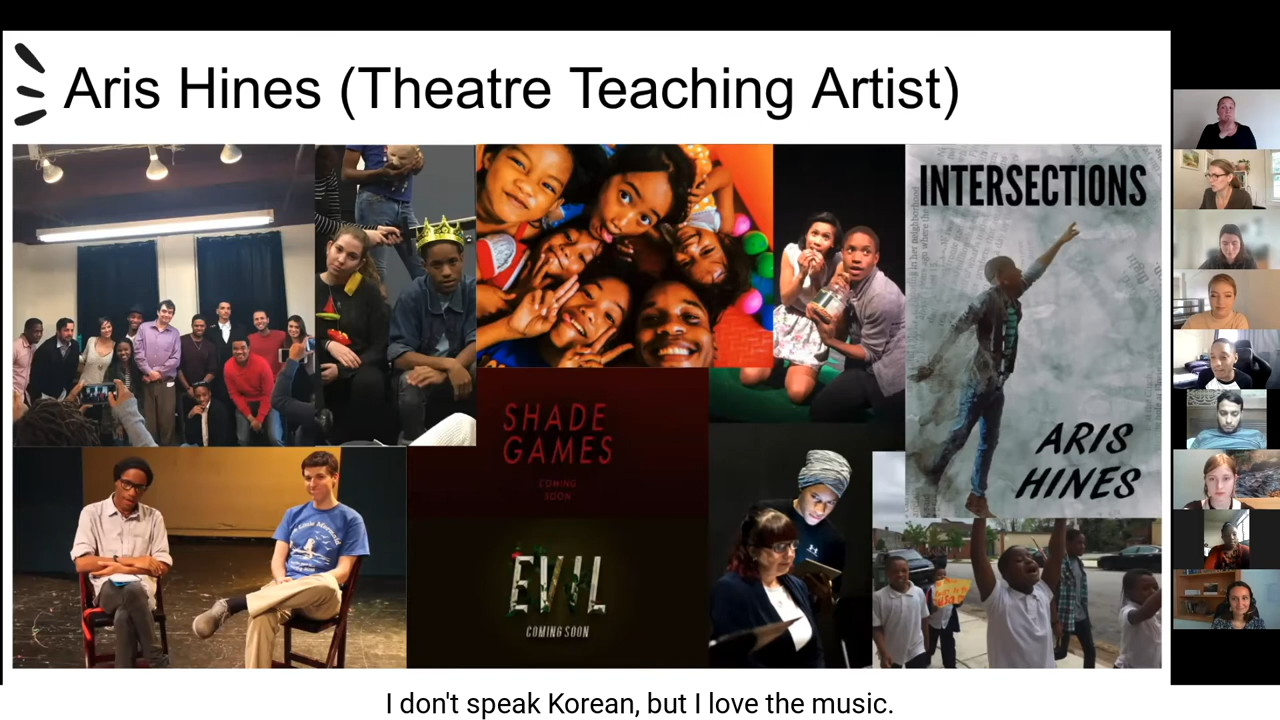 Aris Hines (Theatre Teaching Artist)
INTERSECTIONS
SHADE
GAMES
COMING
SOON
ARIS
HINES
EVIL
COMING SOON
I don't speak Korean, but I love the music.